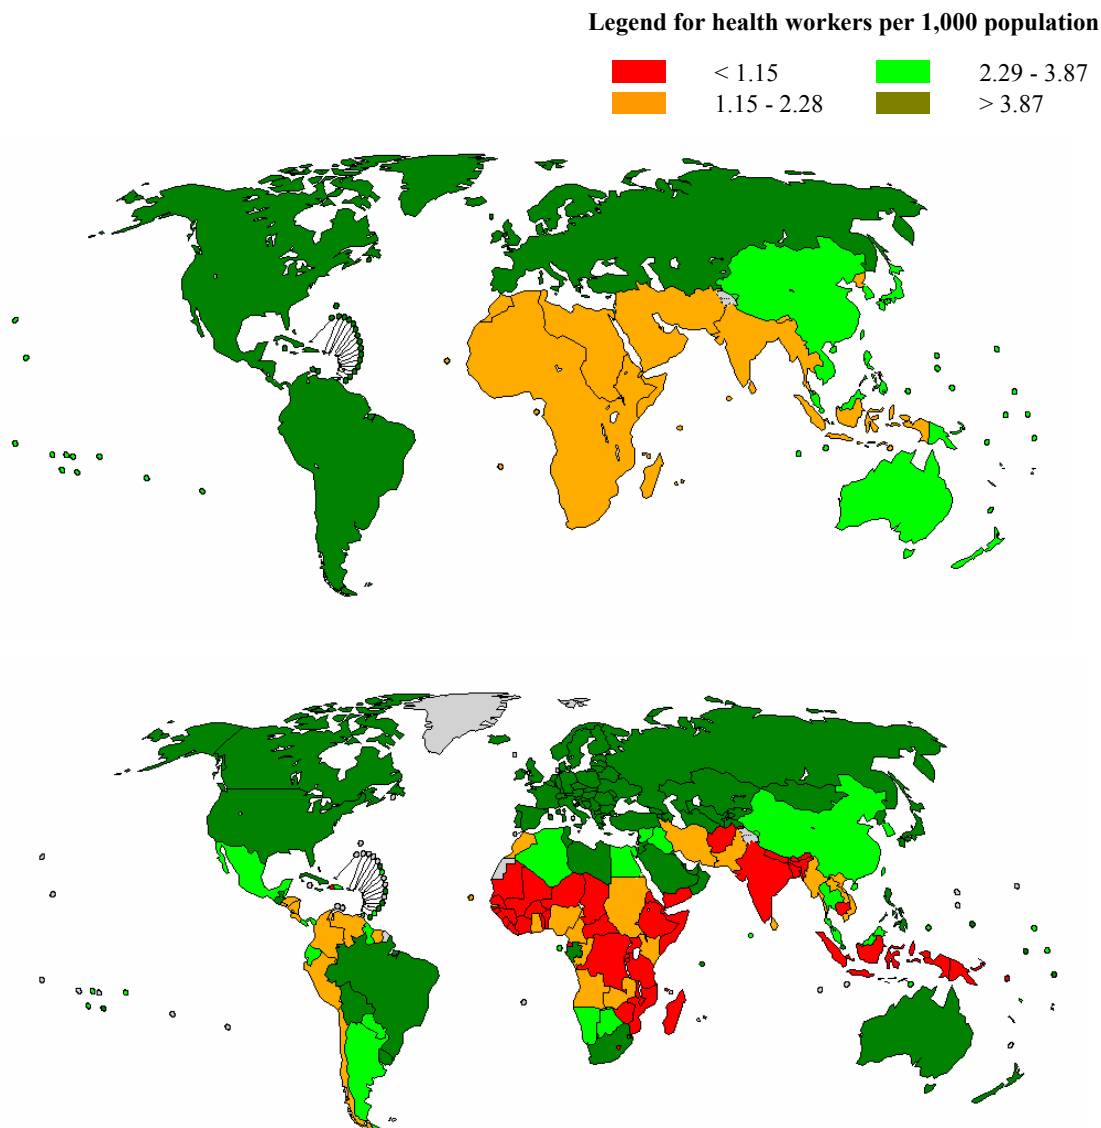 Legend for health workers per 1,000 population
< 1.15 2.29 - 3.87
1.15 - 2.28 > 3.87